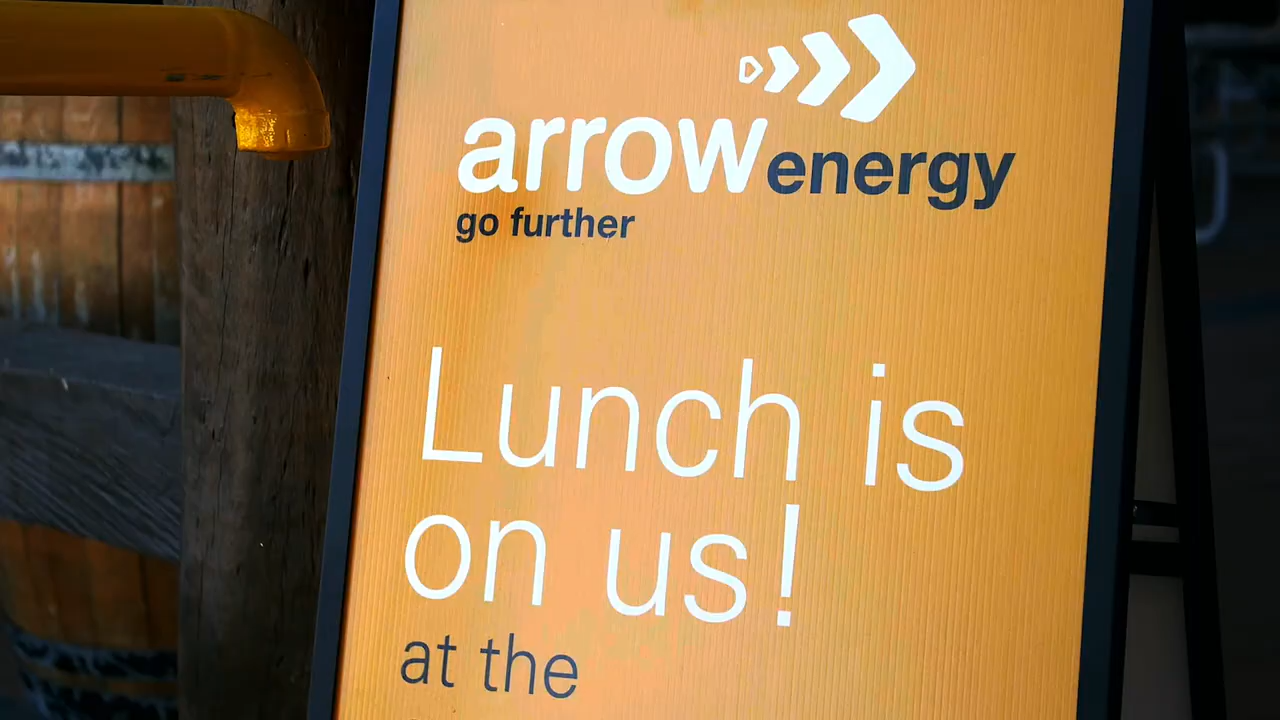 arrow energy
go further
Lunch is
on us!
at the